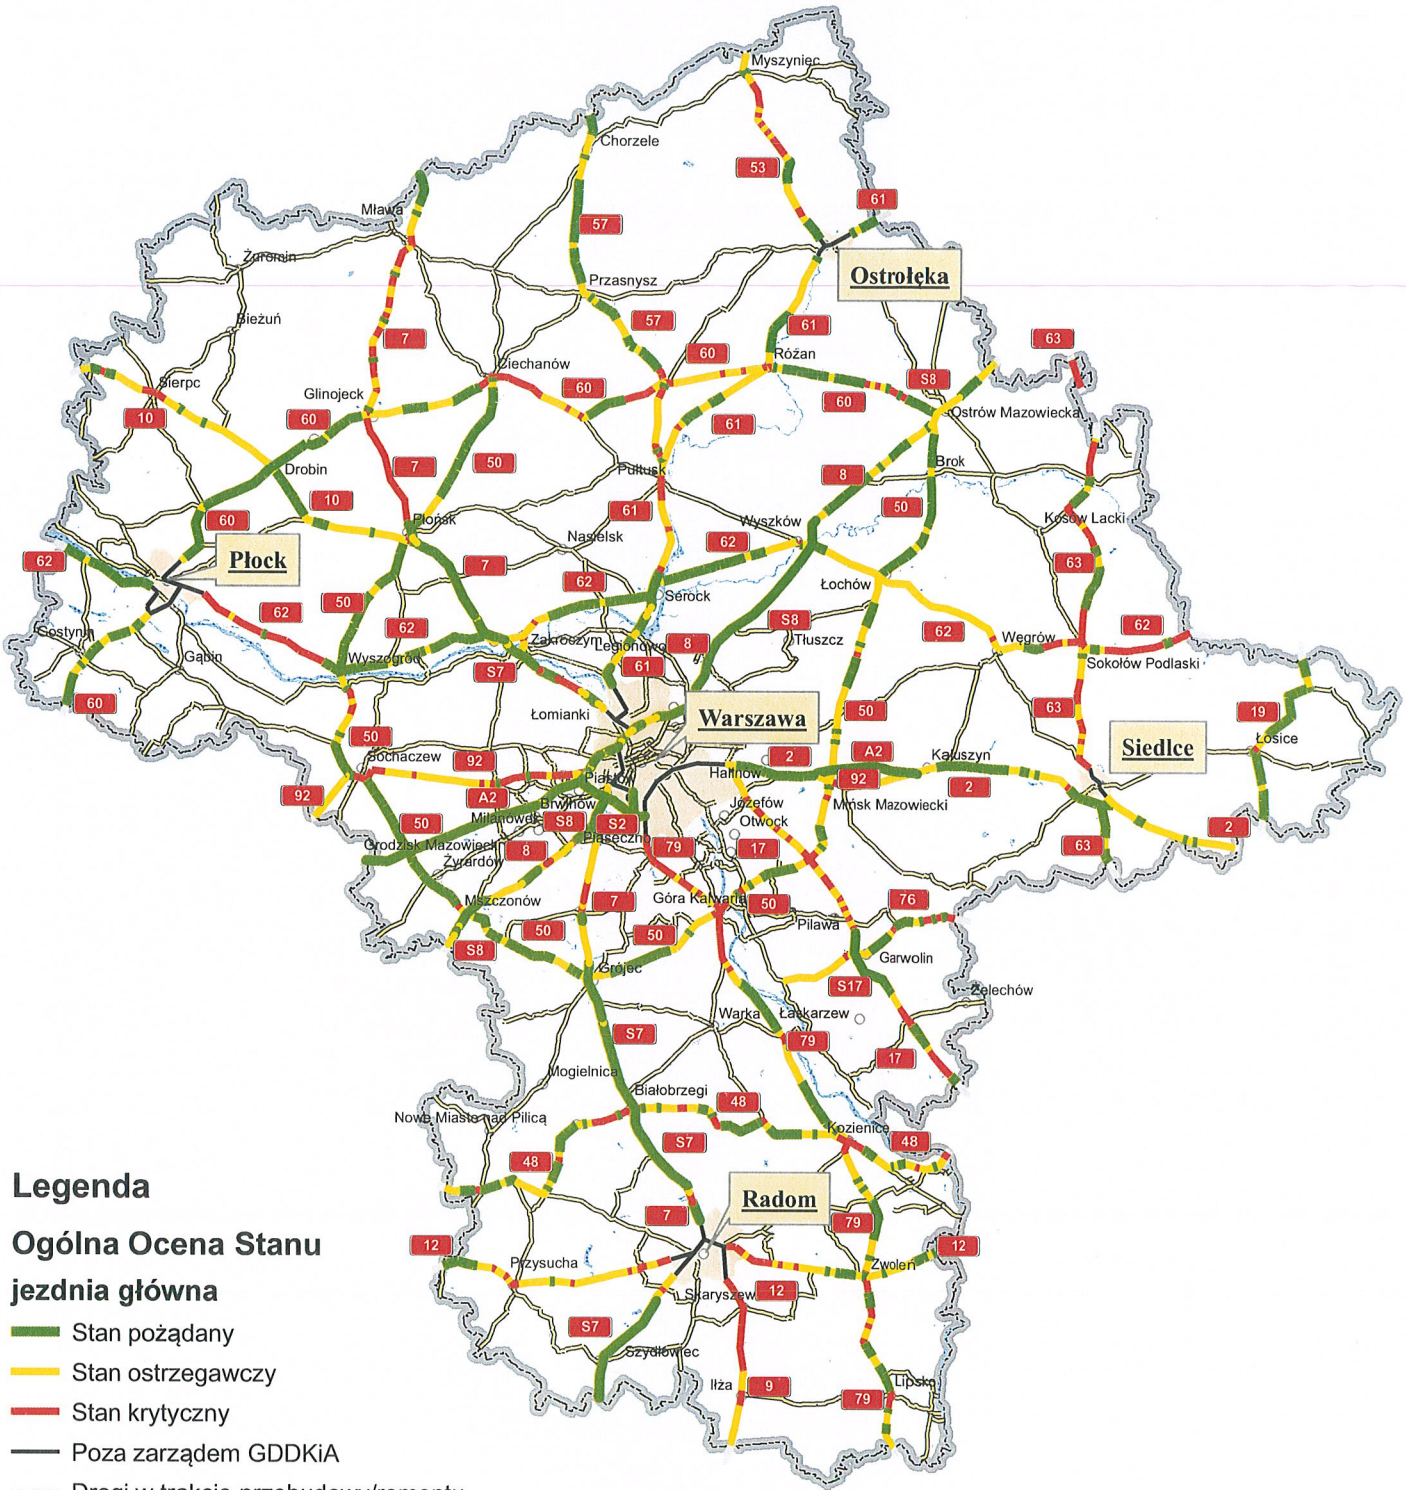 Myszyniec
Chorzele
53
61
57
Mława
Ostrołęka
Żuromin
Przasnysz
63
57
61
Bieżuń
7
60
Różan
Ciechanów
S8
Sierpc
60
Glinojeck
60
10
60
61
Ostrów Mazowiecka
Drobin
50
7
Brok
Pułtusk
8
10
50
61
60
Płońsk
Wyszków
Kosów Lacki
Nasielsk
62
62
Płock
7
63
62
Łochów
Serock
50
62
S8
62
62
62
Gostynin
Zakroczym
Legionowo
8
Tłuszcz
Węgrów
Gąbin
Wyszogród
61
Sokołów Podlaski
S7
60
Łomianki
Warszawa
50
63
19
50
Siedlce
Łosice
Sochaczew
92
2
A2
Kałuszyn
Halinów
Piastów
92
2
92
A2
Brwinów
Józefów
Mińsk Mazowiecki
Milanówek
S8
S2
Otwock
50
Piaseczno
2
Grodzisk Mazowiecki
8
79
17
63
Żyrardów
Mszczonów
7
Góra Kalwaria
50
76
50
50
Pilawa
S8
Garwolin
Grójec
S17
Żelechów
Warka
Łaskarzew
S7
79
17
Mogielnica
Białobrzegi
48
Nowe Miasto nad Pilicą
Kozienice
S7
48
48
Radom
7
79
12
12
Przysucha
Zwoleń
Skaryszew
12
S7
Szydłowiec
Iłża
9
79
Lipsko
Legenda
Ogólna Ocena Stanu
jezdnia główna
Stan pożądany
Stan ostrzegawczy
Stan krytyczny
Poza zarządem GDDKiA
Drogi w trakcie przebudowy/remontu